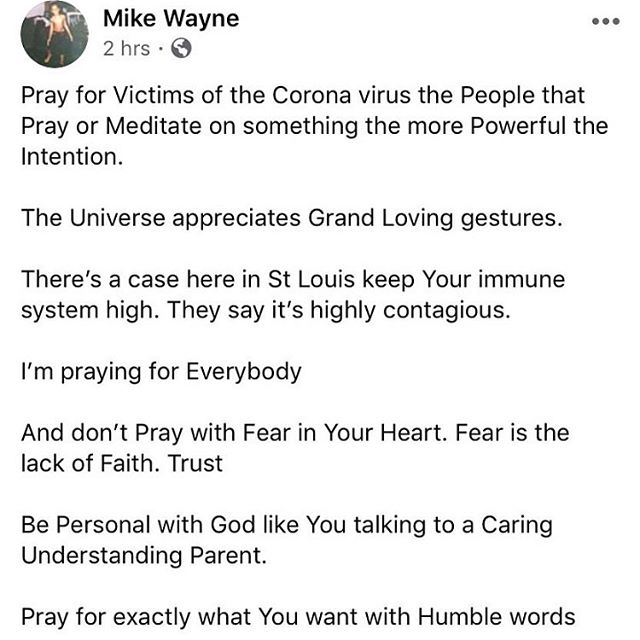 Mike Wayne
2 hrs ·
Pray for Victims of the Corona virus the People that
Pray or Meditate on something the more Powerful the
Intention.
The Universe appreciates Grand Loving gestures.
There's a case here in St Louis keep Your immune
system high. They say it's highly contagious.
I'm praying for Everybody
And don't Pray with Fear in Your Heart. Fear is the
lack of Faith. Trust
Be Personal with God like You talking to a Caring
Understanding Parent.
Pray for exactly what You want with Humble words